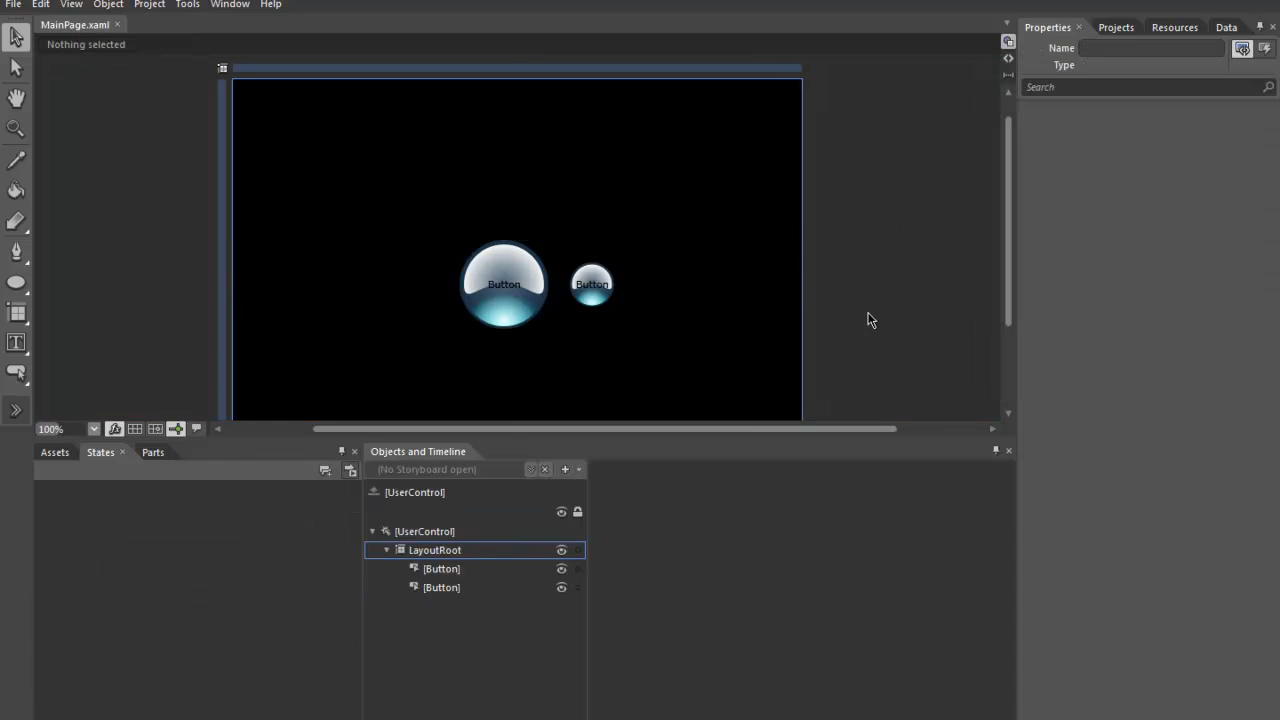 File Edit View Object Project Tools Window Help
MainPage.xaml
Nothing selected
Properties Projects Resources Data
Name
Type
Search
Button Button
100%
Assets States Parts
Objects and Timeline
(No Storyboard open)
[UserControl]
[UserControl]
LayoutRoot
[Button]
[Button]